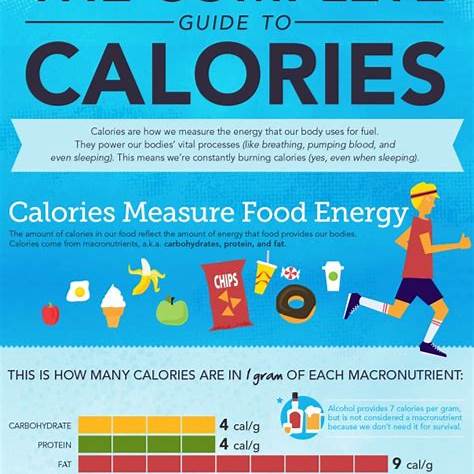 THE COMPLETE
GUIDE TO
CALORIES
Calories are how we measure the energy that our body uses for fuel.
They power our bodies' vital processes (like breathing, pumping blood, and
even sleeping). This means we're constantly burning calories (yes, even when sleeping).
Calories Measure Food Energy
The amount of calories in our food reflect the amount of energy that food provides our bodies.
Calories come from macronutrients, a.k.a. carbohydrates, protein, and fat.
CHIPS
THIS IS HOW MANY CALORIES ARE IN 1 gram OF EACH MACRONUTRIENT:
Alcohol provides 7 calories per gram,
but is not considered a macronutrient
because we don't need it for survival.
CARBOHYDRATE 4 cal/g
PROTEIN 4 cal/g
FAT 9 cal/g